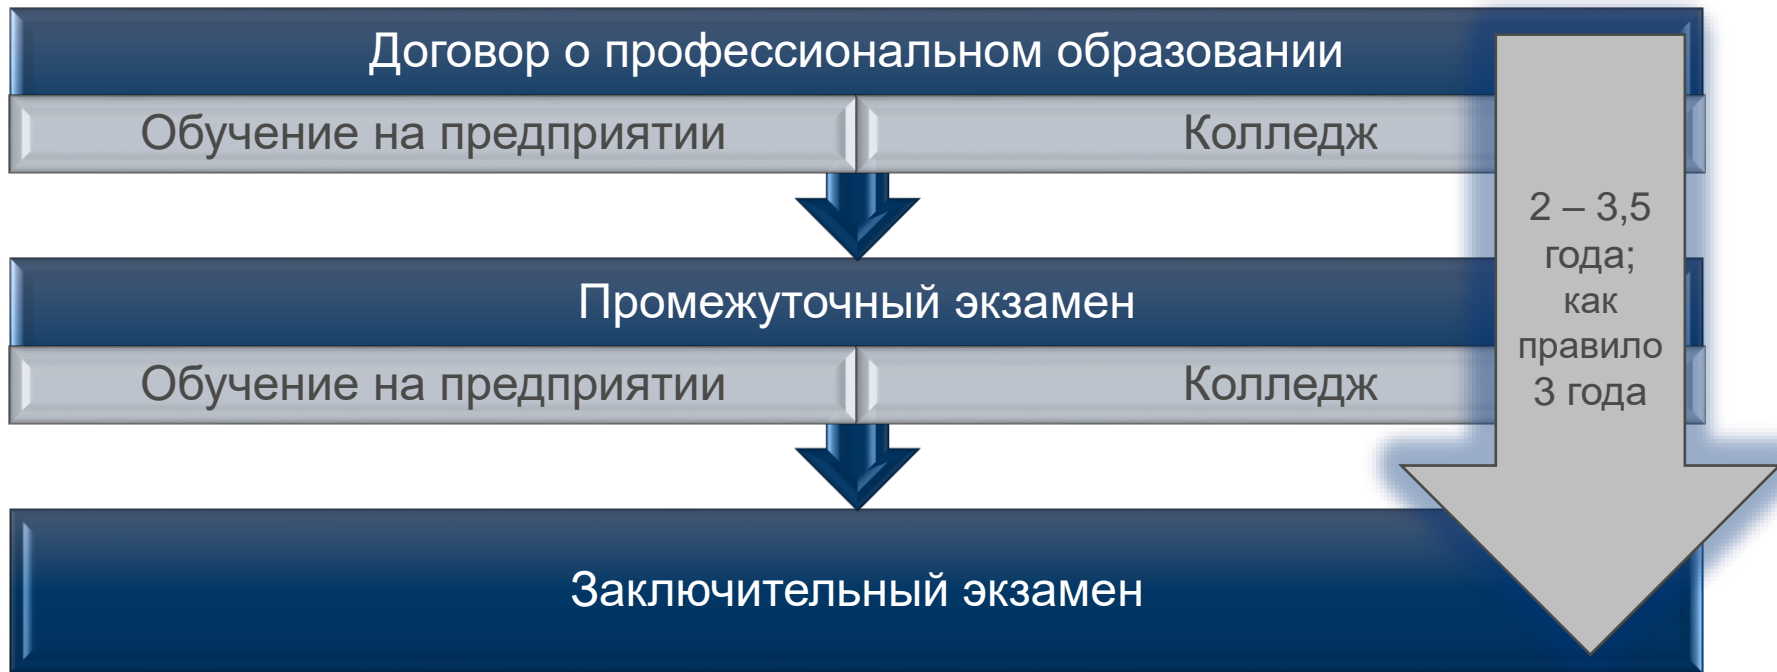 Договор о профессиональном образовании
Обучение на предприятии
Колледж
Промежуточный экзамен
Обучение на предприятии
Колледж
Заключительный экзамен
2 – 3,5
года;
как
правило
3 года